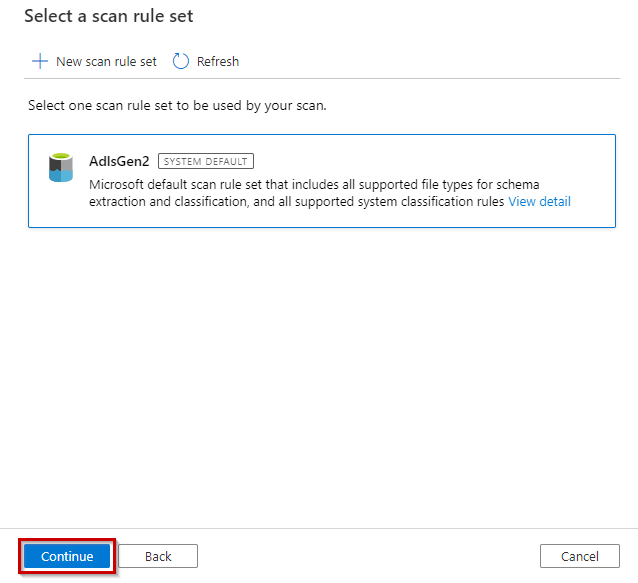 Select a scan rule set
New scan rule set Refresh
Select one scan rule set to be used by your scan.
AdlsGen2 SYSTEM DEFAULT
Microsoft default scan rule set that includes all supported file types for schema
extraction and classification, and all supported system classification rules View detail
Continue Back Cancel